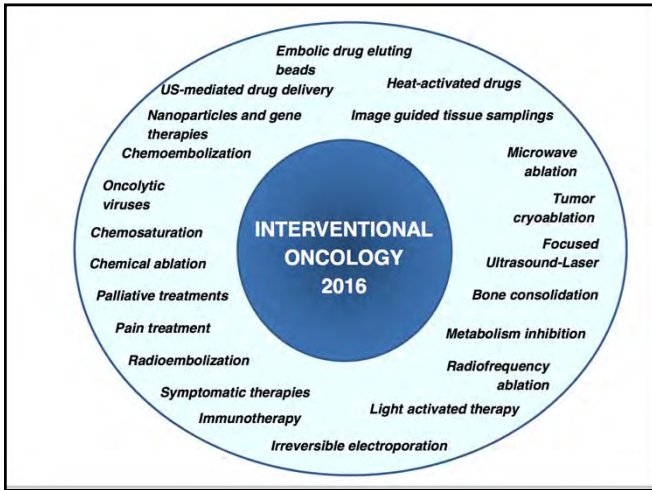 Embolic drug eluting
beads
US-mediated drug delivery
Heat-activated drugs
Nanoparticles and gene
therapies
Image guided tissue samplings
Chemoembolization
Microwave
ablation
Oncolytic
viruses
Tumor
cryoablation
Chemosaturation
INTERVENTIONAL
ONCOLOGY
2016
Focused
Ultrasound-Laser
Chemical ablation
Palliative treatments
Bone consolidation
Pain treatment
Metabolism inhibition
Radioembolization
Radiofrequency
ablation
Symptomatic therapies
Light activated therapy
Immunotherapy
Irreversible electroporation